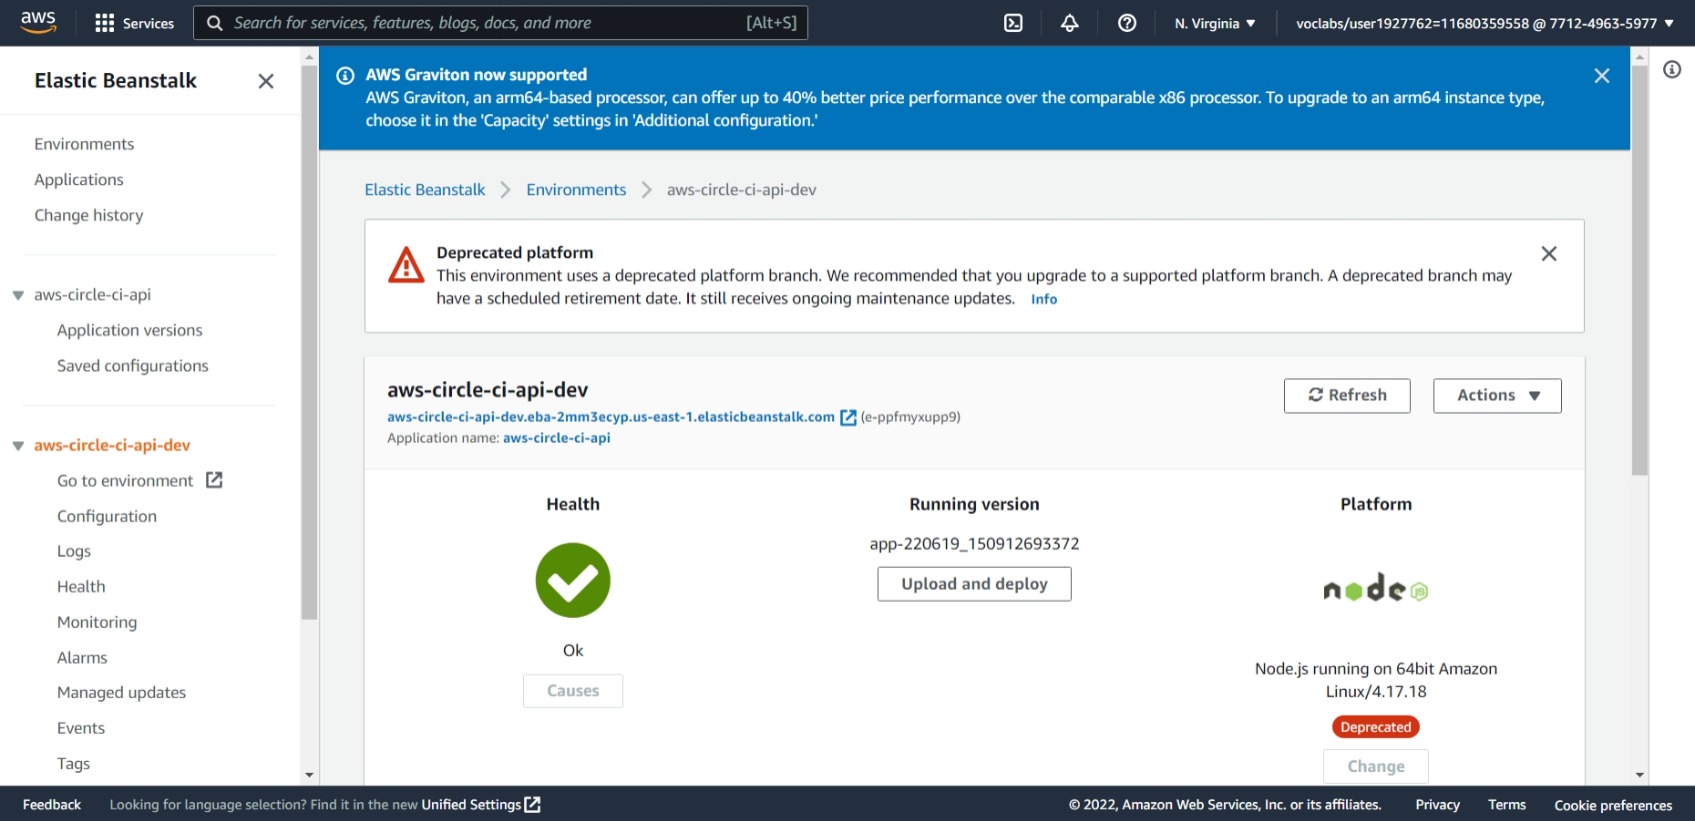 aws
Services
Search for services, features, blogs, docs, and more
[Alt+S]
N. Virginia
voclabs/user1927762=11680359558 @ 7712-4963-5977
Elastic Beanstalk
Environments
Applications
Change history
aws-circle-ci-api
Application versions
Saved configurations
aws-circle-ci-api-dev
Go to environment
Configuration
Logs
Health
Monitoring
Alarms
Managed updates
Events
Tags
AWS Graviton now supported
AWS Graviton, an arm64-based processor, can offer up to 40% better price performance over the comparable x86 processor. To upgrade to an arm64 instance type,
choose it in the 'Capacity' settings in 'Additional configuration.'
Elastic Beanstalk > Environments > aws-circle-ci-api-dev
Deprecated platform
This environment uses a deprecated platform branch. We recommended that you upgrade to a supported platform branch. A deprecated branch may
have a scheduled retirement date. It still receives ongoing maintenance updates. Info
aws-circle-ci-api-dev
aws-circle-ci-api-dev.eba-2mm3ecyp.us-east-1.elasticbeanstalk.com (e-ppfmyxupp9)
Application name: aws-circle-ci-api
Refresh
Actions
Health
Ok
Causes
Running version
app-220619_150912693372
Upload and deploy
Platform
node JS
Node.js running on 64bit Amazon
Linux/4.17.18
Deprecated
Change
Feedback
Looking for language selection? Find it in the new Unified Settings
© 2022, Amazon Web Services, Inc. or its affiliates.
Privacy
Terms
Cookie preferences